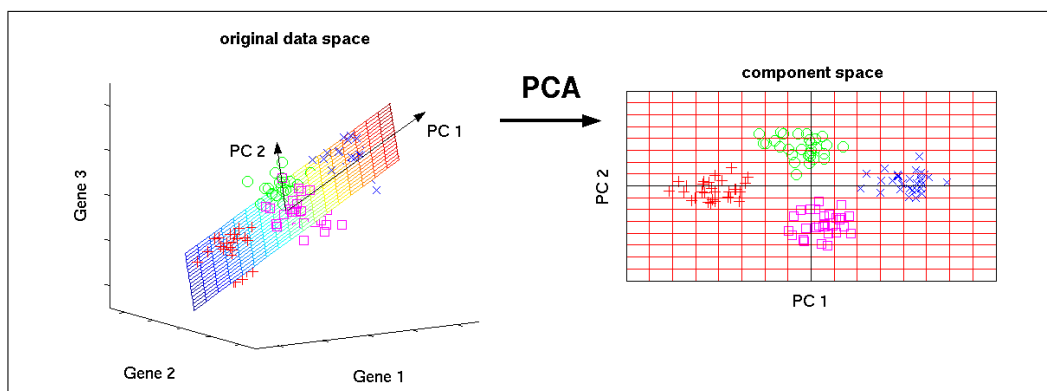 original data space
PC 1
PC 2
Gene 3
Gene 2
Gene 1
PCA
component space
PC 2
PC 1